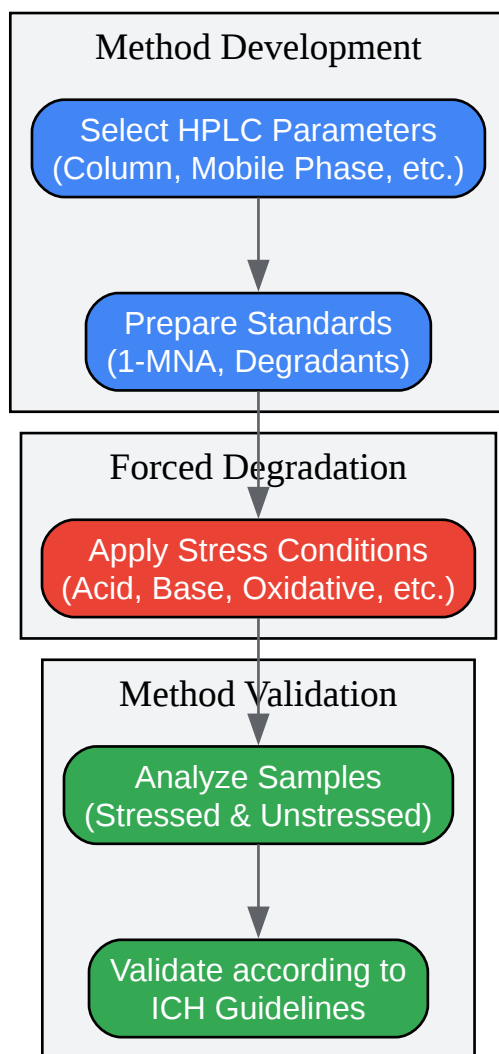 Method Development
Select HPLC Parameters
(Column, Mobile Phase, etc.)
Prepare Standards
(1-MNA, Degradants)
Forced Degradation
Apply Stress Conditions
(Acid, Base, Oxidative, etc.)
Method Validation
Analyze Samples
(Stressed & Unstressed)
Validate according to
ICH Guidelines